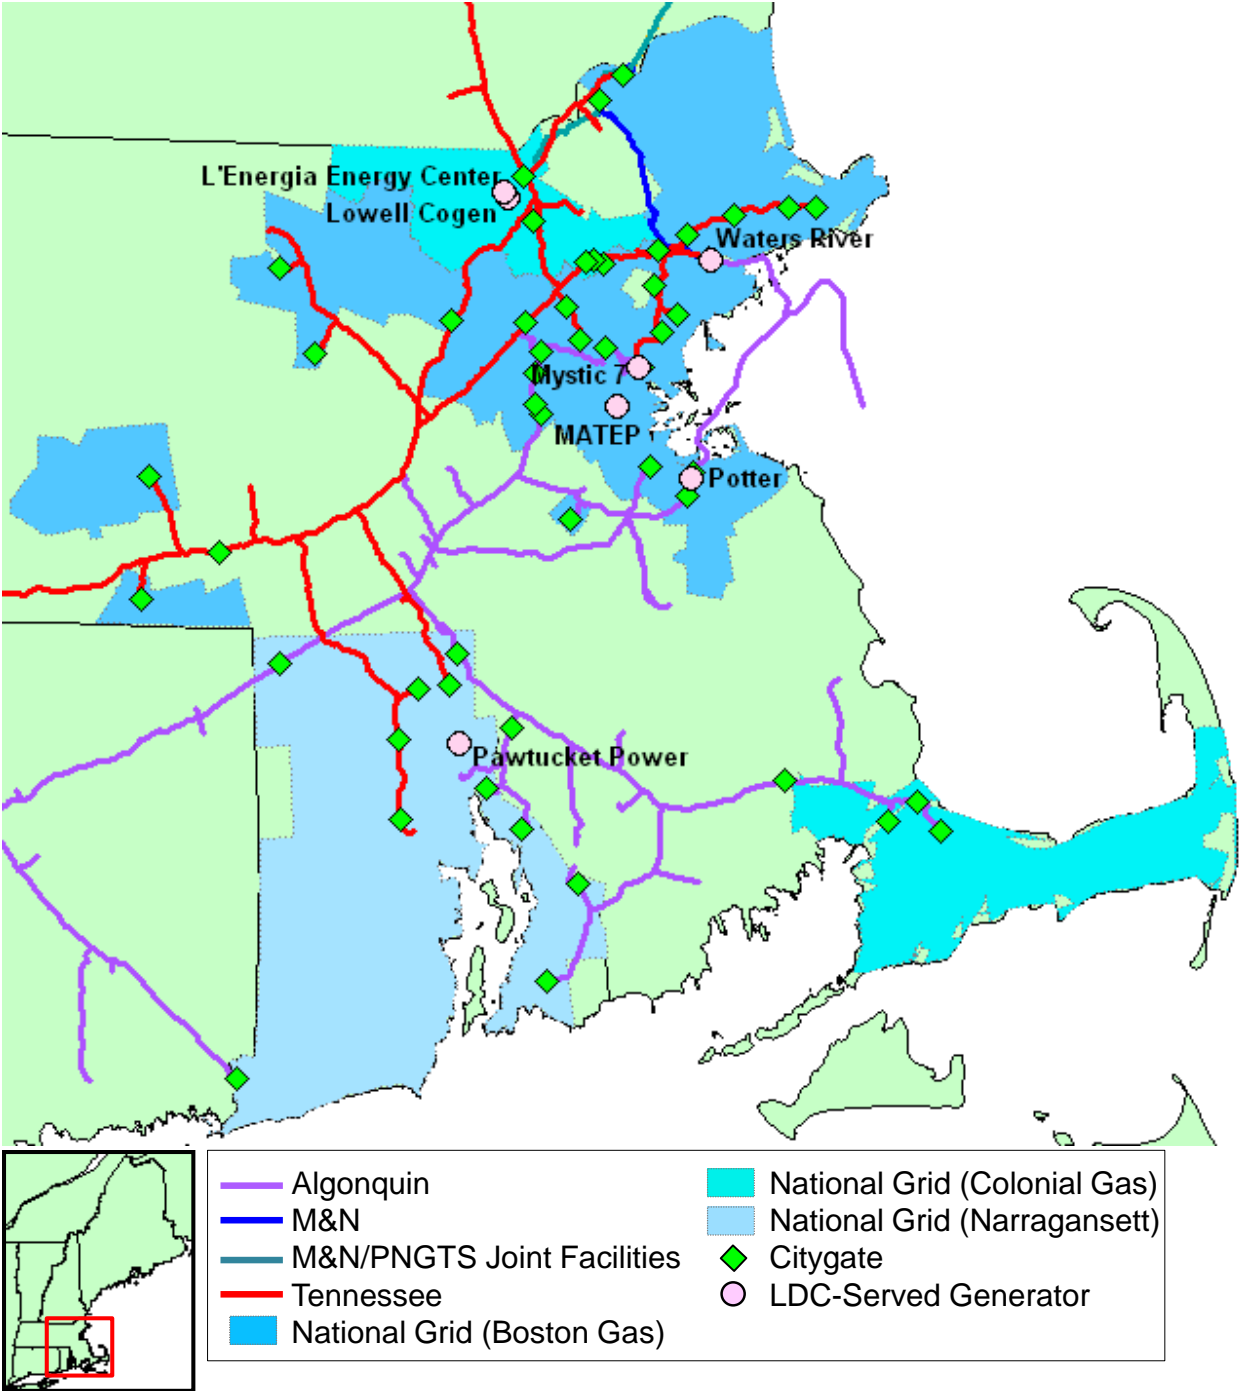 L'Energia Energy Center
Lowell Cogen
Waters River
Mystic 7
MATEP
Potter
Pawtucket Power
Algonquin
M&N
M&N/PNGTS Joint Facilities
Tennessee
National Grid (Boston Gas)
National Grid (Colonial Gas)
National Grid (Narragansett)
Citygate
LDC-Served Generator